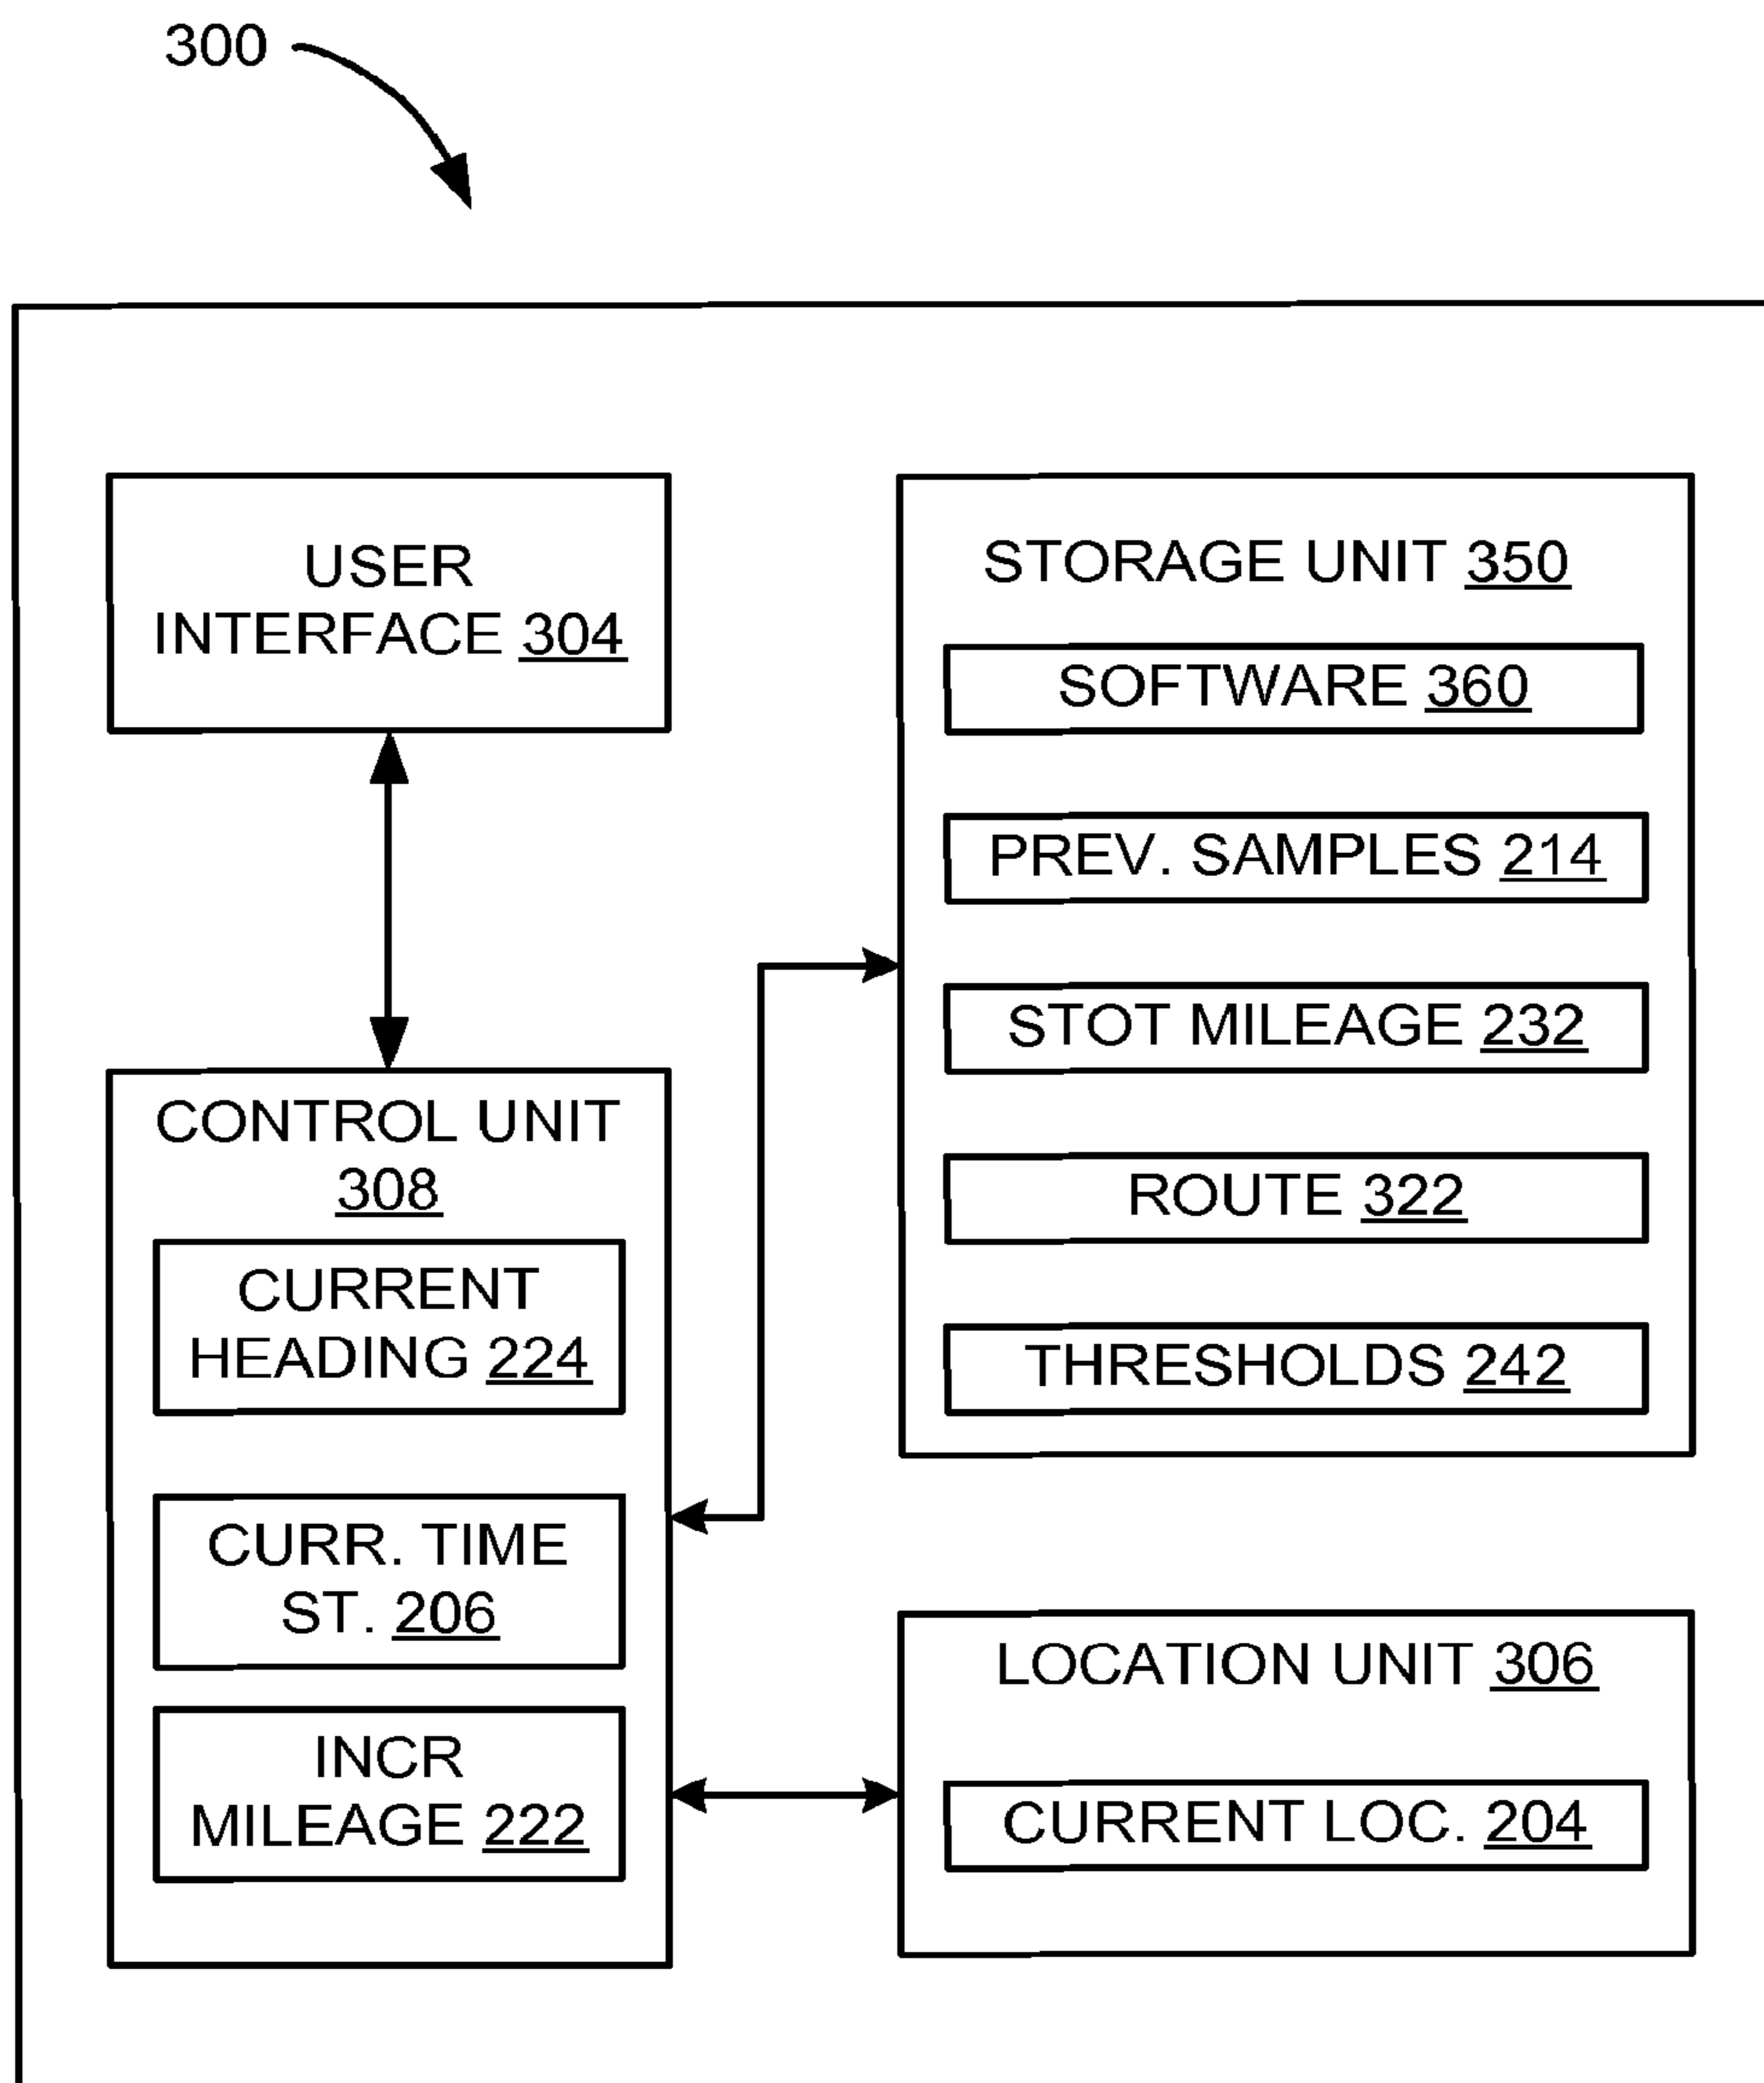 300
USER
INTERFACE 304
CONTROL UNIT
308
CURRENT
HEADING 224
CURR. TIME
ST. 206
INCR
MILEAGE 222
STORAGE UNIT 350
SOFTWARE 360
PREV. SAMPLES 214
STOT MILEAGE 232
ROUTE 322
THRESHOLDS 242
LOCATION UNIT 306
CURRENT LOC. 204